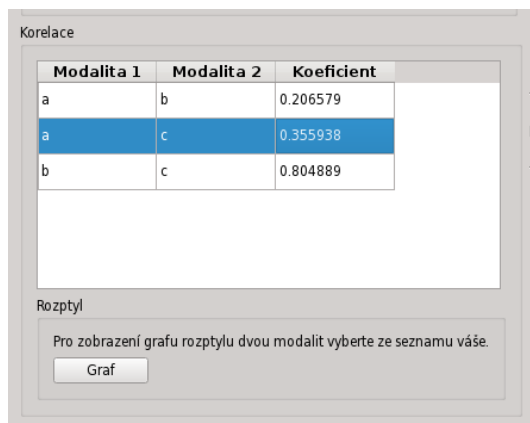 Korelace
Modalita 1 Modalita 2 Koeficient
a b 0.206579
a c 0.355938
b c 0.804889
Rozptyl
Pro zobrazení grafu rozptylu dvou modalit vyberte ze seznamu váše.
Graf